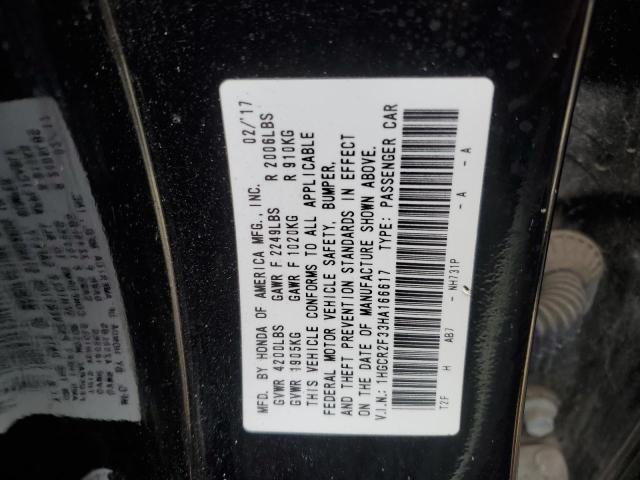 MFD. BY HONDA OF AMERICA MFG., INC. 02/'17
GVWR 4200LBS GAWR F 2249LBS R 2006LBS
GVWR 1905KG GAWR F 1020KG R 910KG
THIS VEHICLE CONFORMS TO ALL APPLICABLE
FEDERAL MOTOR VEHICLE SAFETY, BUMPER,
AND THEFT PREVENTION STANDARDS IN EFFECT
ON THE DATE OF MANUFACTURE SHOWN ABOVE.
V.I.N.: 1HGCR2F33HA166617 TYPE: PASSENGER CAR
T2F H AB7 - NH731P - A - A